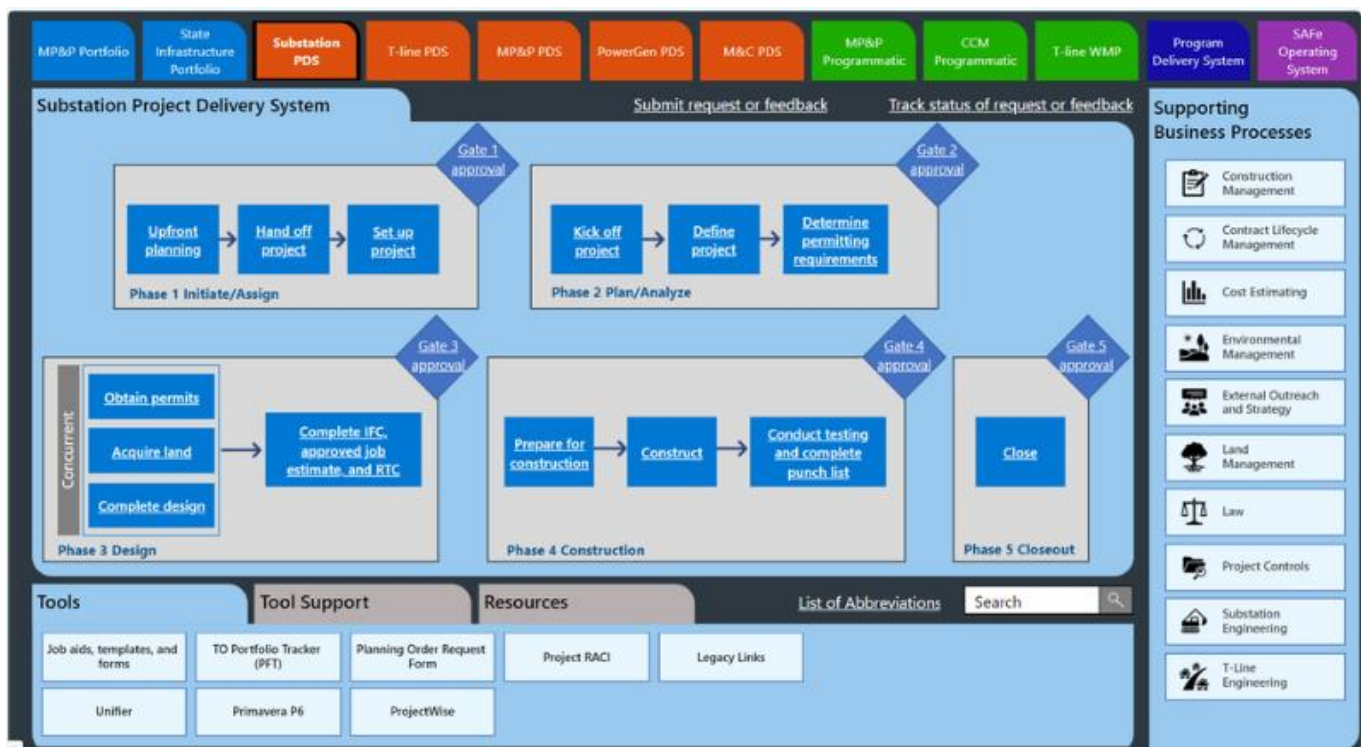 MP&P Portfolio
State
Infrastructure
Portfolio
Substation
PDS
T-line PDS
MP&P PDS
PowerGen PDS
M&C PDS
MP&P
Programmatic
CCM
Programmatic
T-line WMP
Program
Delivery System
SAFe
Operating
System
Substation Project Delivery System
Submit request or feedback
Track status of request or feedback
Gate 1
approval
Upfront
planning
Hand off
project
Set up
project
Phase 1 Initiate/Assign
Gate 2
approval
Kick off
project
Define
project
Determine
permitting
requirements
Phase 2 Plan/Analyze
Gate 3
approval
Concurrent
Obtain permits
Acquire land
Complete design
Complete IFC,
approved job
estimate, and RTC
Phase 3 Design
Gate 4
approval
Prepare for
construction
Construct
Conduct testing
and complete
punch list
Phase 4 Construction
Gate 5
approval
Close
Phase 5 Closeout
Supporting
Business Processes
Construction
Management
Contract Lifecycle
Management
Cost Estimating
Environmental
Management
External Outreach
and Strategy
Land
Management
Law
Project Controls
Substation
Engineering
T-Line
Engineering
Tools
Tool Support
Resources
List of Abbreviations
Search
Job aids, templates, and
forms
TO Portfolio Tracker
(PFT)
Planning Order Request
Form
Project RACI
Legacy Links
Unifier
Primavera P6
ProjectWise